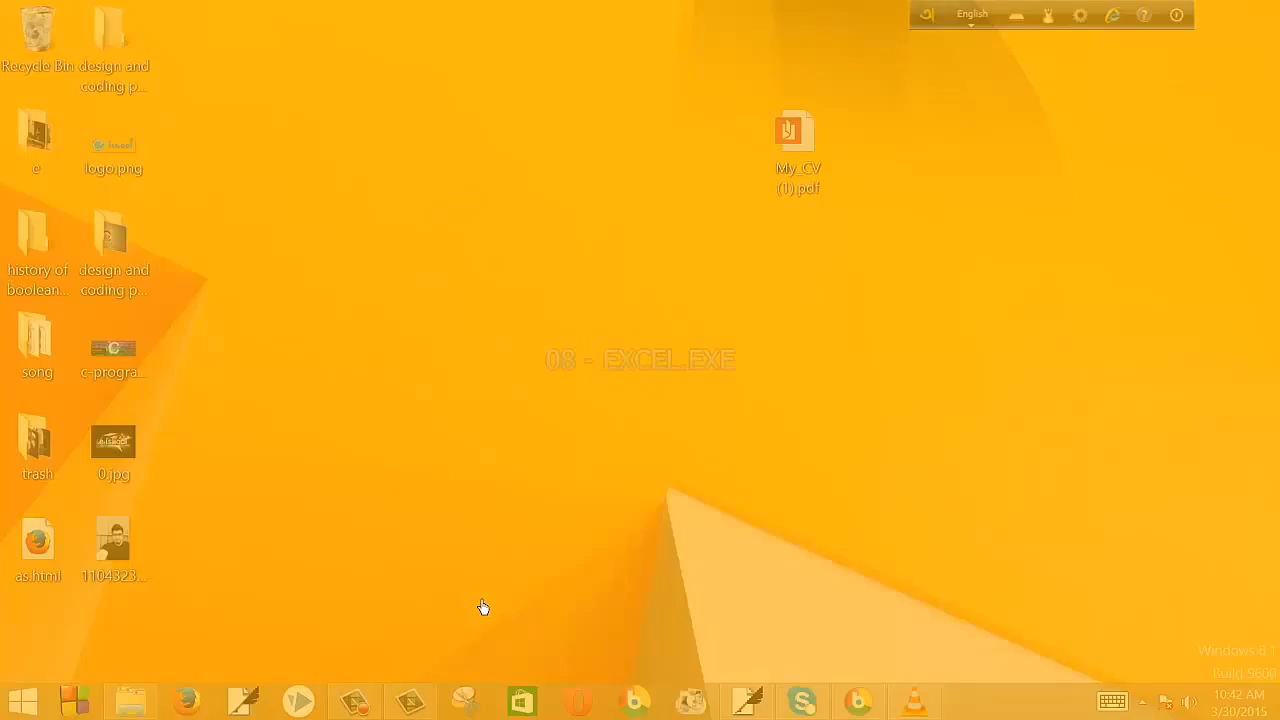 English
Recycle Bin
design and
coding p...
e
logo.png
My_CV
(1).pdf
history of
boolean...
design and
coding p...
song
c-progra...
08 - EXCEL.EXE
trash
0.jpg
as.html
1104323...
Windows 8.1
Build 9600
10:42 AM
3/30/2015